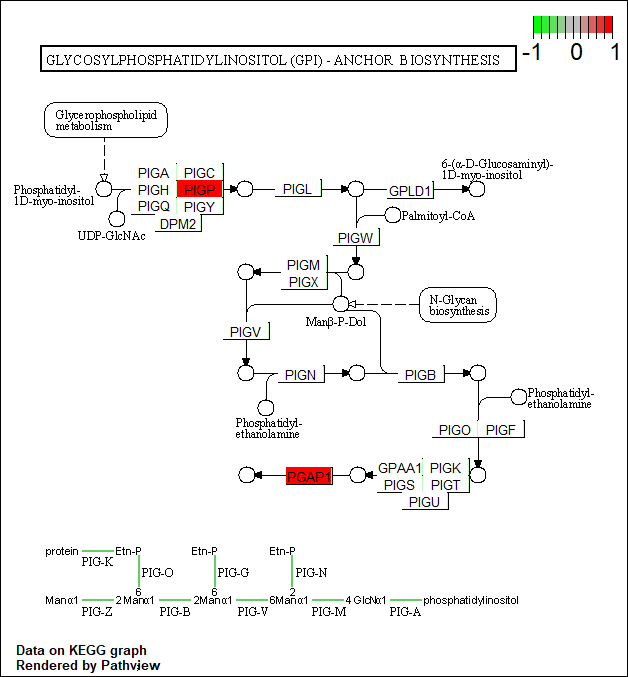 -1 0 1
GLYCOSYLPHOSPHATIDYLINOSITOL (GPI) - ANCHOR BIOSYNTHESIS
Glycerophospholipid
metabolism
6-(α-D-Glucosaminyl)-
1D-myo-inositol
Phosphatidyl-
1D-myo-inositol
PIGA PIGC
PIGH PIGP
PIGQ PIGY
DPM2
PIGL
GPLD1
UDP-GlcNAc
Palmitoyl-CoA
PIGW
PIGM
PIGX
N-Glycan
biosynthesis
Manβ-P-Dol
PIGV
PIGN
PIGB
Phosphatidyl-
ethanolamine
Phosphatidyl-
ethanolamine
PIGO PIGF
PGAP1
GPAA1 PIGK
PIGS PIGT
PIGU
protein Etn-P Etn-P Etn-P
PIG-K
PIG-O PIG-G PIG-N
6 6 2
Manα1 2Manα1 2Manα1 6Manα1 4 GlcNα1 phosphatidylinositol
PIG-Z PIG-B PIG-V PIG-M PIG-A
Data on KEGG graph
Rendered by Pathview